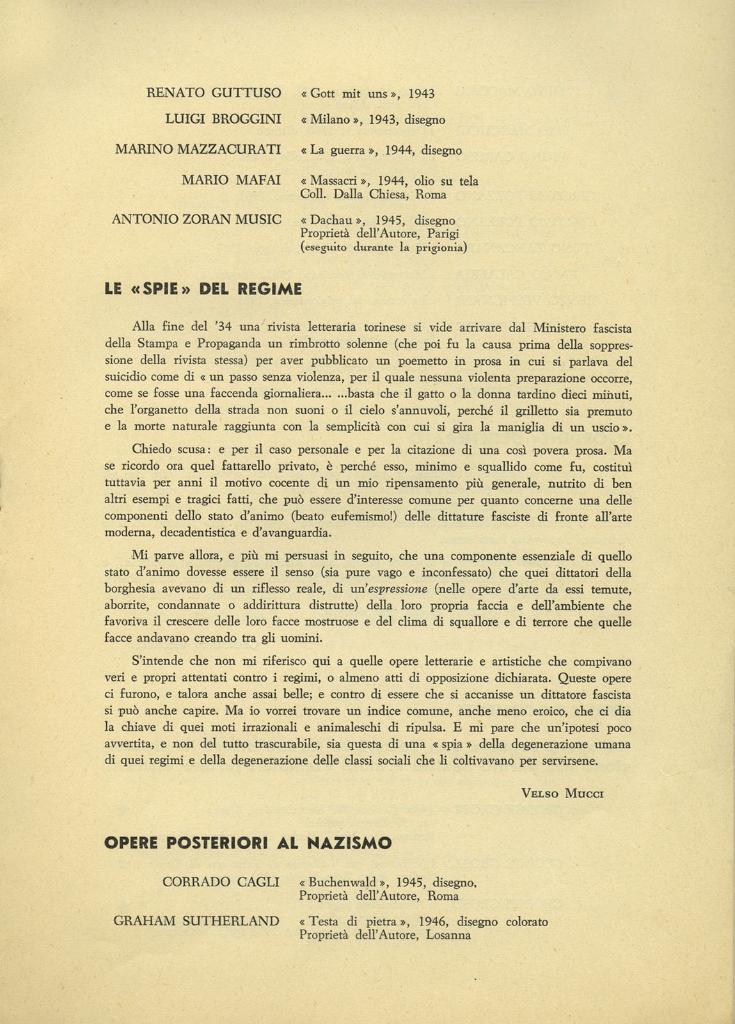 RENATO GUTTUSO « Gott mit uns », 1943
LUIGI BROGGINI « Milano », 1943, disegno
MARINO MAZZACURATI « La guerra », 1944, disegno
MARIO MAFAI « Massacri », 1944, olio su tela
Coll. Dalla Chiesa, Roma
ANTONIO ZORAN MUSIC « Dachau », 1945, disegno
Proprietà dell'Autore, Parigi
(eseguito durante la prigionia)
LE «SPIE» DEL REGIME
Alla fine del '34 una rivista letteraria torinese si vide arrivare dal Ministero fascista
della Stampa e Propaganda un rimbrotto solenne (che poi fu la causa prima della soppres-
sione della rivista stessa) per aver pubblicato un poemetto in prosa in cui si parlava del
suicidio come di « un passo senza violenza, per il quale nessuna violenta preparazione occorre,
come se fosse una faccenda giornaliera... ...basta che il gatto o la donna tardino dieci minuti,
che l'organetto della strada non suoni o il cielo s'annuvoli, perché il grilletto sia premuto
e la morte naturale raggiunta con la semplicità con cui si gira la maniglia di un uscio ».
Chiedo scusa: e per il caso personale e per la citazione di una così povera prosa. Ma
se ricordo ora quel fattarello privato, è perché esso, minimo e squallido come fu, costituì
tuttavia per anni il motivo cocente di un mio ripensamento più generale, nutrito di ben
altri esempi e tragici fatti, che può essere d'interesse comune per quanto concerne una delle
componenti dello stato d'animo (beato eufemismo!) delle dittature fasciste di fronte all'arte
moderna, decadentistica e d'avanguardia.
Mi parve allora, e più mi persuasi in seguito, che una componente essenziale di quello
stato d'animo dovesse essere il senso (sia pure vago e inconfessato) che quei dittatori della
borghesia avevano di un riflesso reale, di un'espressione (nelle opere d'arte da essi temute,
aborrite, condannate o addirittura distrutte) della loro propria faccia e dell'ambiente che
favoriva il crescere delle loro facce mostruose e del clima di squallore e di terrore che quelle
facce andavano creando tra gli uomini.
S'intende che non mi riferisco qui a quelle opere letterarie e artistiche che compivano
veri e propri attentati contro i regimi, o almeno atti di opposizione dichiarata. Queste opere
ci furono, e talora anche assai belle; e contro di essere che si accanisse un dittatore fascista
si può anche capire. Ma io vorrei trovare un indice comune, anche meno eroico, che ci dia
la chiave di quei moti irrazionali e animaleschi di ripulsa. E mi pare che un'ipotesi poco
avvertita, e non del tutto trascurabile, sia questa di una « spia » della degenerazione umana
di quei regimi e della degenerazione delle classi sociali che li coltivavano per servirsene.
VELSO MUCCI
OPERE POSTERIORI AL NAZISMO
CORRADO CAGLI « Buchenwald », 1945, disegno,
Proprietà dell'Autore, Roma
GRAHAM SUTHERLAND « Testa di pietra », 1946, disegno colorato
Proprietà dell'Autore, Losanna